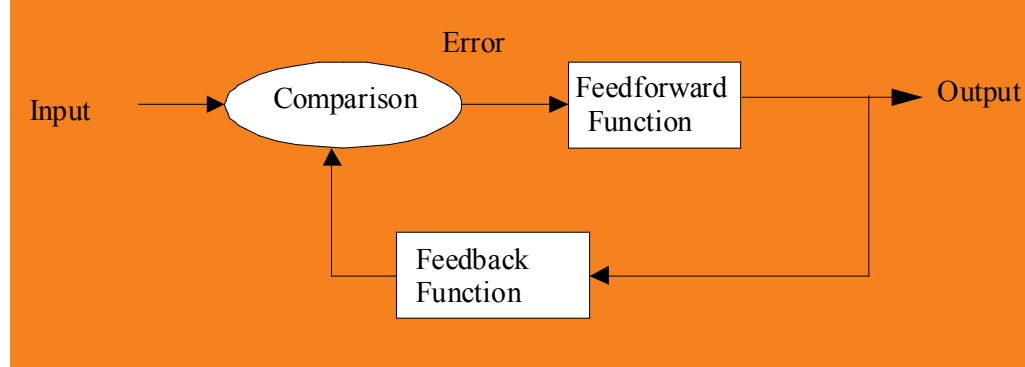 Error
Input
Comparison
Feedforward
Function
Output
Feedback
Function